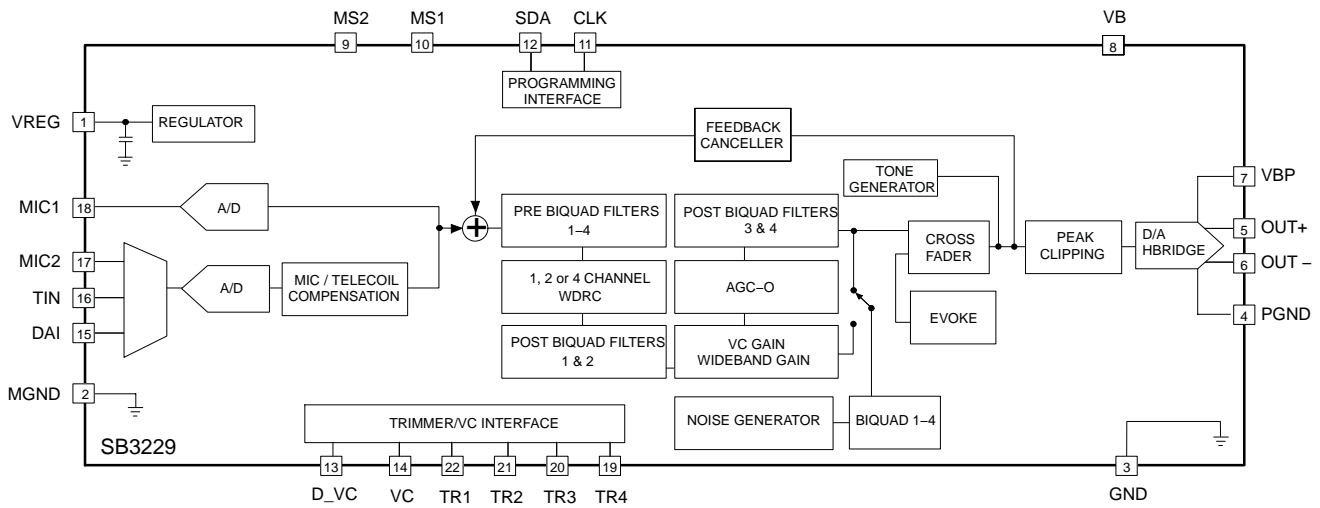 MS2
MS1
SDA
CLK
VB
9
10
12
11
8
PROGRAMMING
INTERFACE
VREG
1
REGULATOR
FEEDBACK
CANCELLER
TONE
GENERATOR
7
VBP
MIC1
18
A/D
PRE BIQUAD FILTERS
1–4
POST BIQUAD FILTERS
3 & 4
CROSS
FADER
PEAK
CLIPPING
D/A
HBRIDGE
5
OUT+
6
OUT –
MIC2
17
TIN
16
DAI
15
A/D
MIC / TELECOIL
COMPENSATION
1, 2 or 4 CHANNEL
WDRC
AGC–O
EVOKE
4
PGND
POST BIQUAD FILTERS
1 & 2
VC GAIN
WIDEBAND GAIN
MGND
2
NOISE GENERATOR
BIQUAD 1–4
TRIMMER/VC INTERFACE
SB3229
13
14
22
21
20
19
3
D_VC
VC
TR1
TR2
TR3
TR4
GND